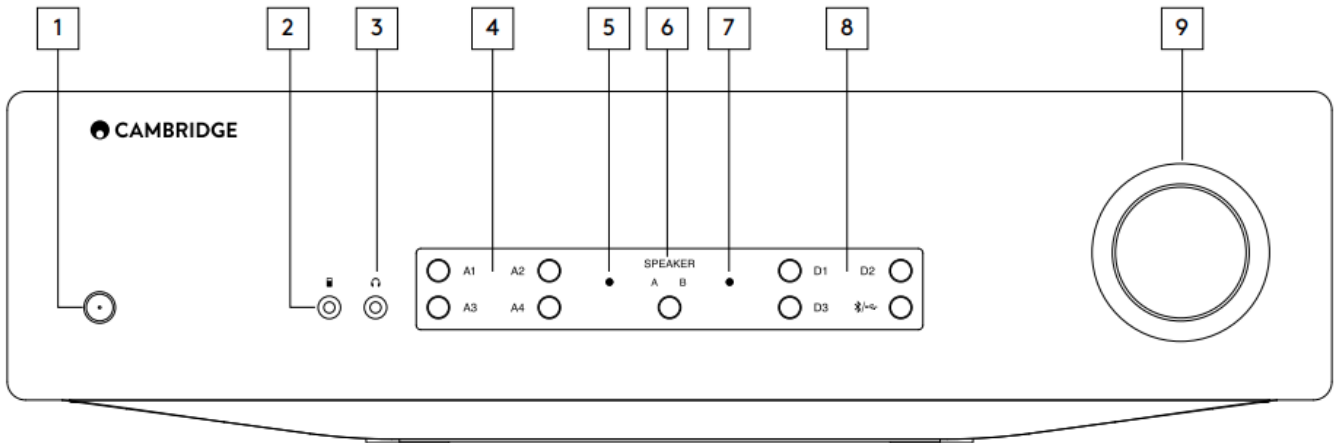 1 2 3 4 5 6 7 8 9
CAMBRIDGE
SPEAKER
A1 A2 A B D1 D2
A3 A4 D3 /